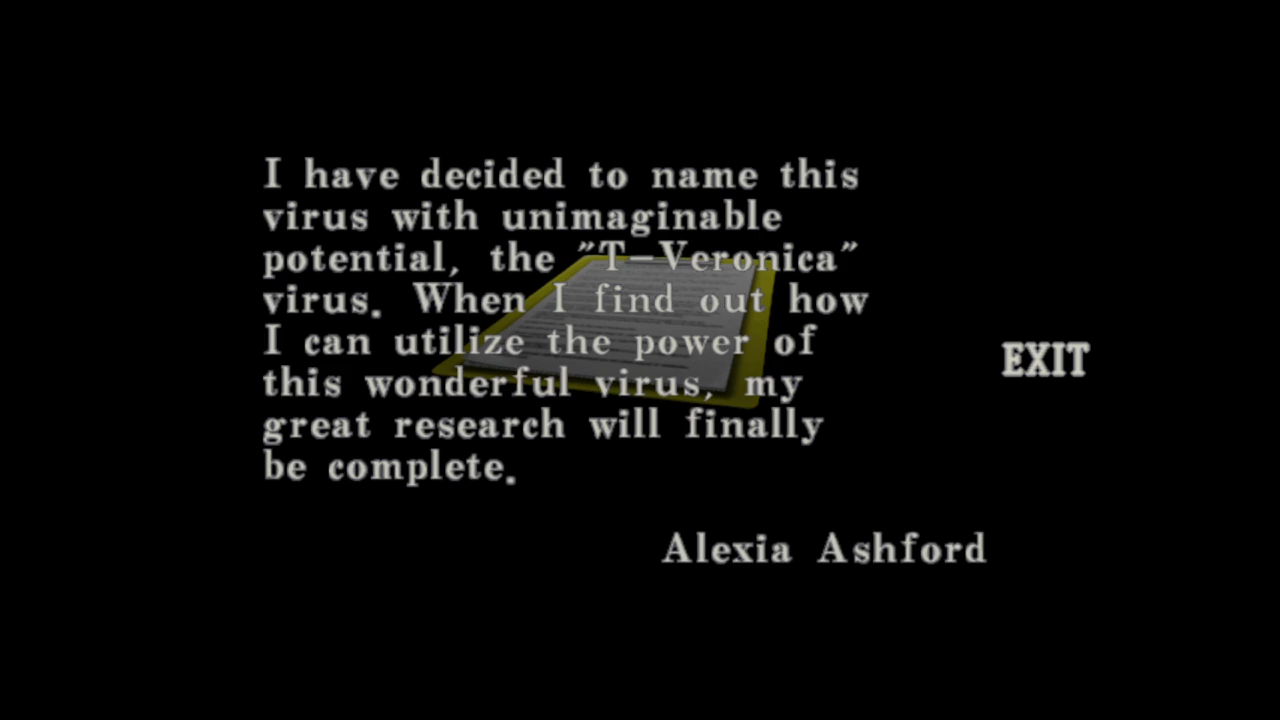 I have decided to name this
virus with unimaginable
potential, the "T-Veronica"
virus. When I find out how
I can utilize the power of
this wonderful virus, my
great research will finally
be complete.
EXIT
Alexia Ashford